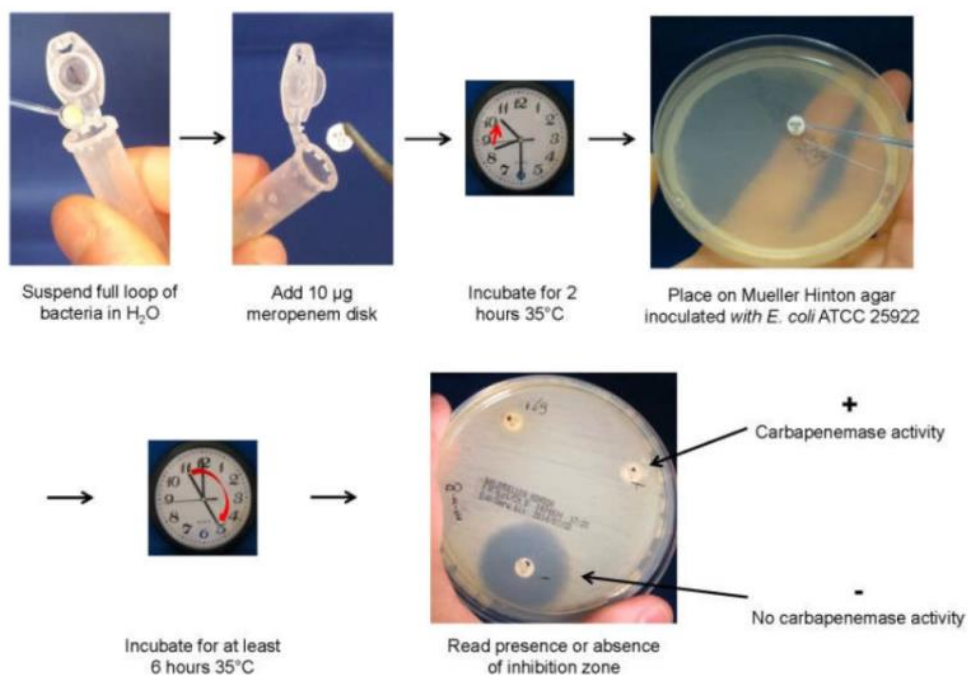 Suspend full loop of
bacteria in H₂O
Add 10 µg
meropenem disk
Incubate for 2
hours 35°C
Place on Mueller Hinton agar
inoculated with E. coli ATCC 25922
+
Carbapenemase activity
-
No carbapenemase activity
Incubate for at least
6 hours 35°C
Read presence or absence
of inhibition zone